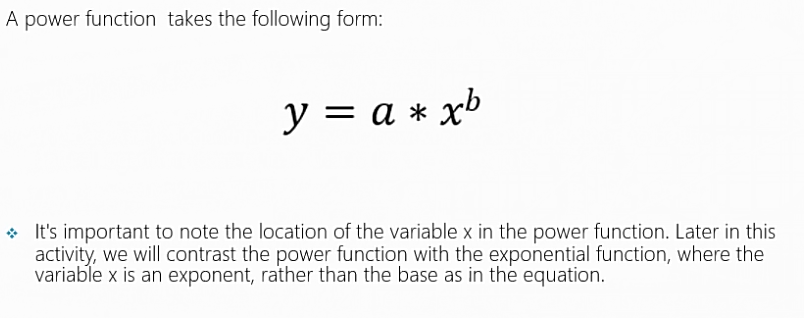 A power function takes the following form:
y = a * x^b
❖ It's important to note the location of the variable x in the power function. Later in this
activity, we will contrast the power function with the exponential function, where the
variable x is an exponent, rather than the base as in the equation.